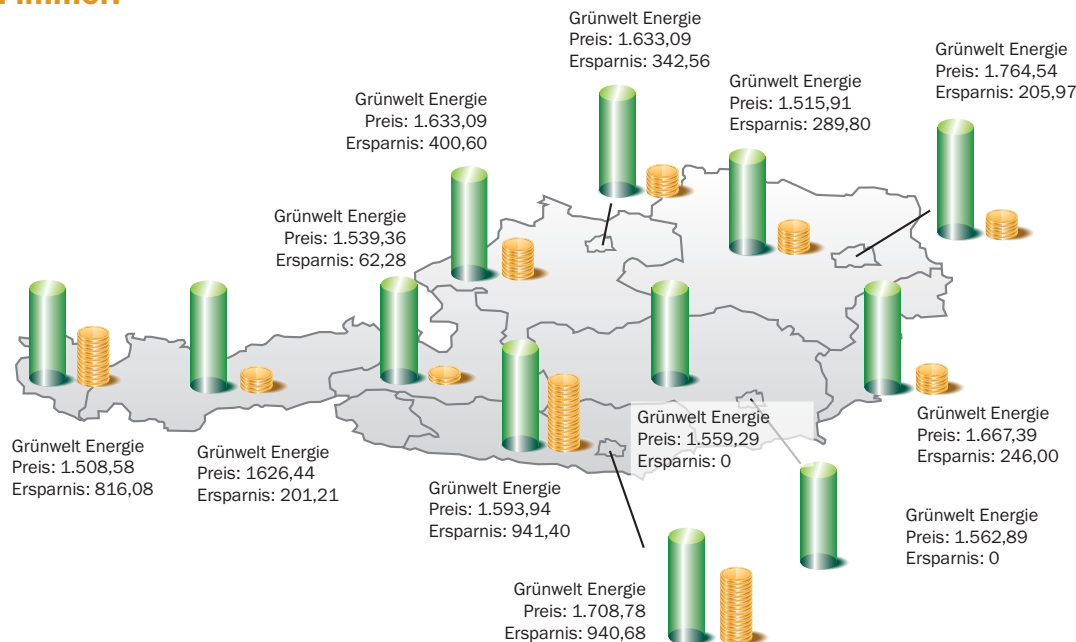 Grünwelt Energie
Preis: 1.633,09
Ersparnis: 342,56
Grünwelt Energie
Preis: 1.764,54
Ersparnis: 205,97
Grünwelt Energie
Preis: 1.515,91
Ersparnis: 289,80
Grünwelt Energie
Preis: 1.633,09
Ersparnis: 400,60
Grünwelt Energie
Preis: 1.539,36
Ersparnis: 62,28
Grünwelt Energie
Preis: 1.508,58
Ersparnis: 816,08
Grünwelt Energie
Preis: 1626,44
Ersparnis: 201,21
Grünwelt Energie
Preis: 1.593,94
Ersparnis: 941,40
Grünwelt Energie
Preis: 1.559,29
Ersparnis: 0
Grünwelt Energie
Preis: 1.667,39
Ersparnis: 246,00
Grünwelt Energie
Preis: 1.562,89
Ersparnis: 0
Grünwelt Energie
Preis: 1.708,78
Ersparnis: 940,68